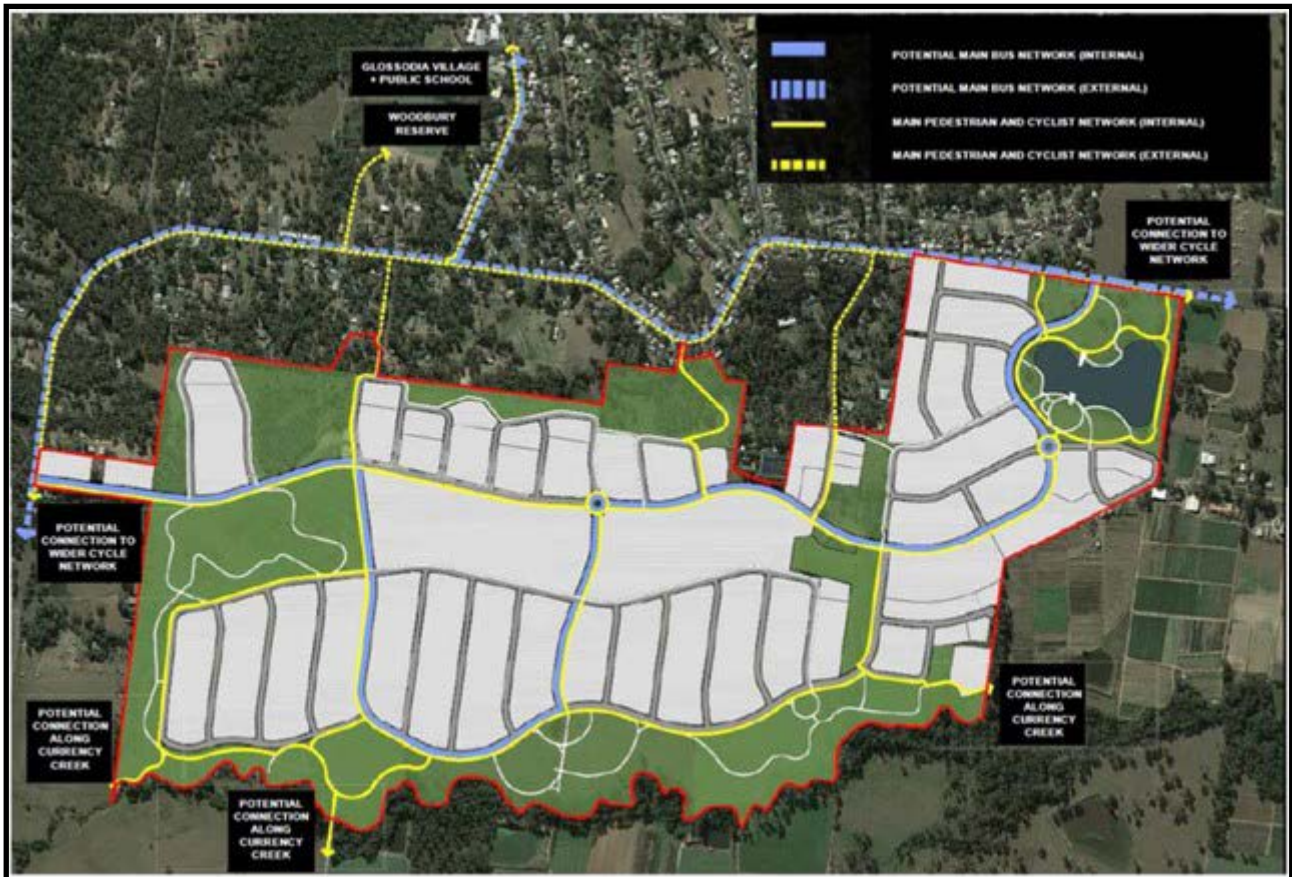 GLOSSODIA VILLAGE
+ PUBLIC SCHOOL
WOODBURY
RESERVE
POTENTIAL MAIN BUS NETWORK (INTERNAL)
POTENTIAL MAIN BUS NETWORK (EXTERNAL)
MAIN PEDESTRIAN AND CYCLIST NETWORK (INTERNAL)
MAIN PEDESTRIAN AND CYCLIST NETWORK (EXTERNAL)
POTENTIAL
CONNECTION TO
WIDER CYCLE
NETWORK
POTENTIAL
CONNECTION TO
WIDER CYCLE
NETWORK
POTENTIAL
CONNECTION
ALONG
CURRENCY
CREEK
POTENTIAL
CONNECTION
ALONG
CURRENCY
CREEK
POTENTIAL
CONNECTION
ALONG
CURRENCY
CREEK